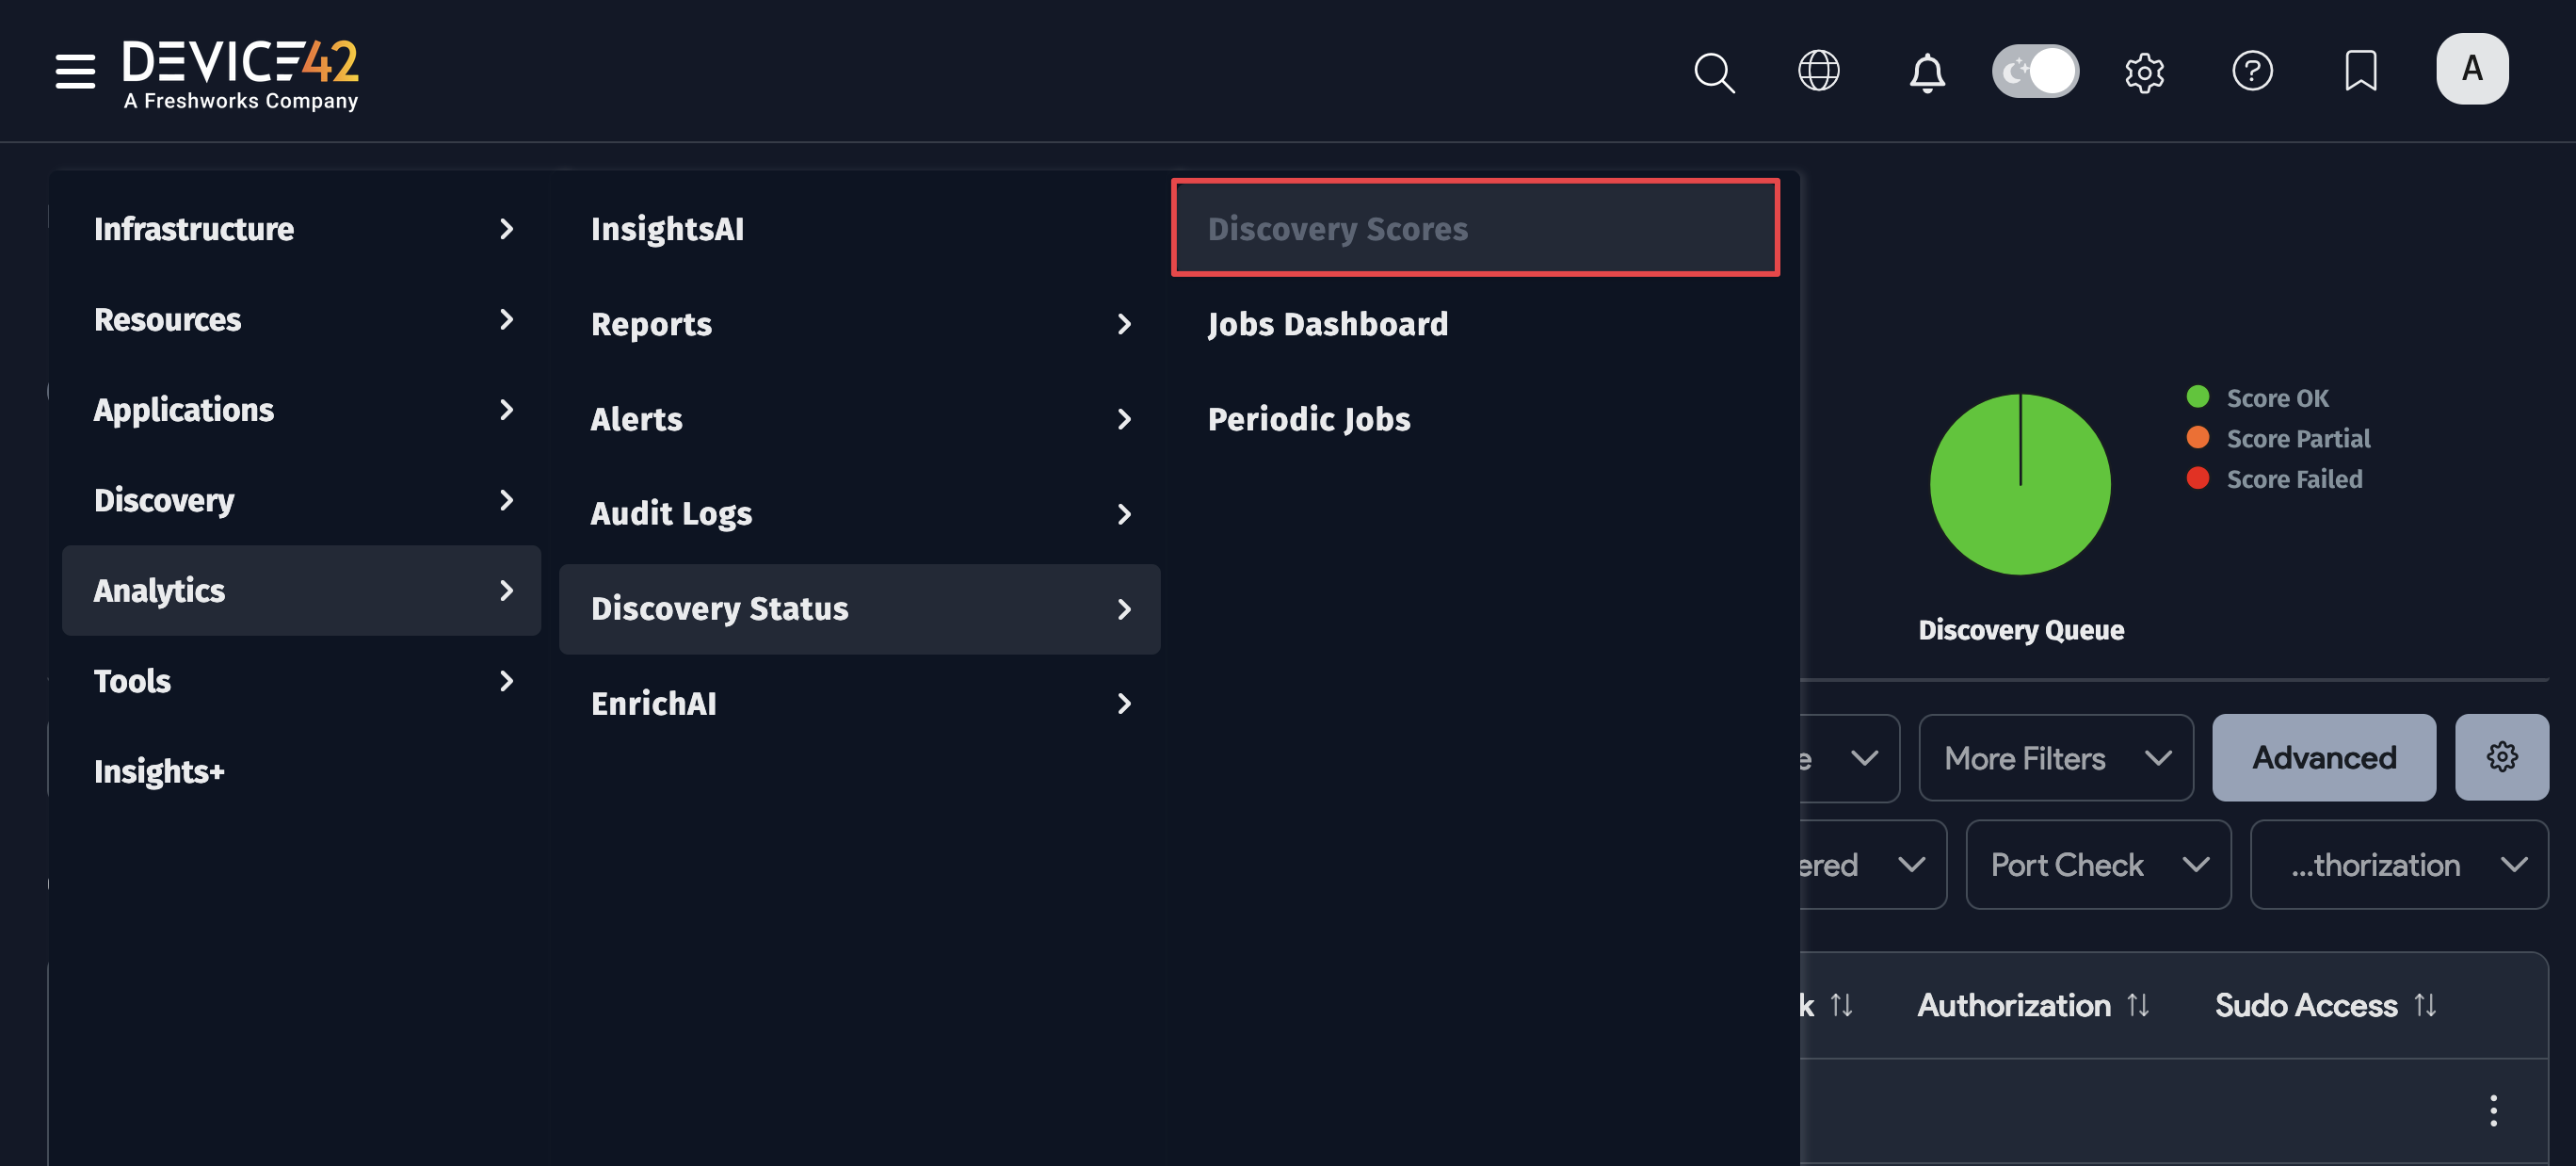 DEVICE42
A Freshworks Company
A
Infrastructure
Resources
Applications
Discovery
Analytics
Tools
Insights+
InsightsAI
Reports
Alerts
Audit Logs
Discovery Status
EnrichAI
Discovery Scores
Jobs Dashboard
Periodic Jobs
Score OK
Score Partial
Score Failed
Discovery Queue
e
More Filters
Advanced
ered
Port Check
...thorization
k
Authorization
Sudo Access